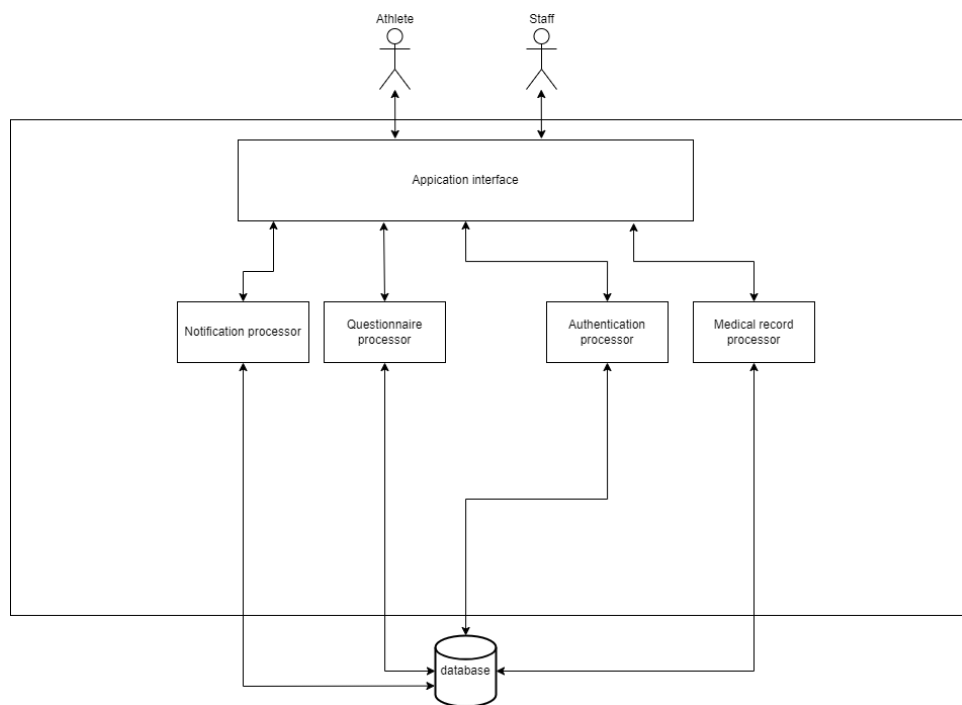 Athlete
Staff
Appication interface
Notification processor
Questionnaire
processor
Authentication
processor
Medical record
processor
database